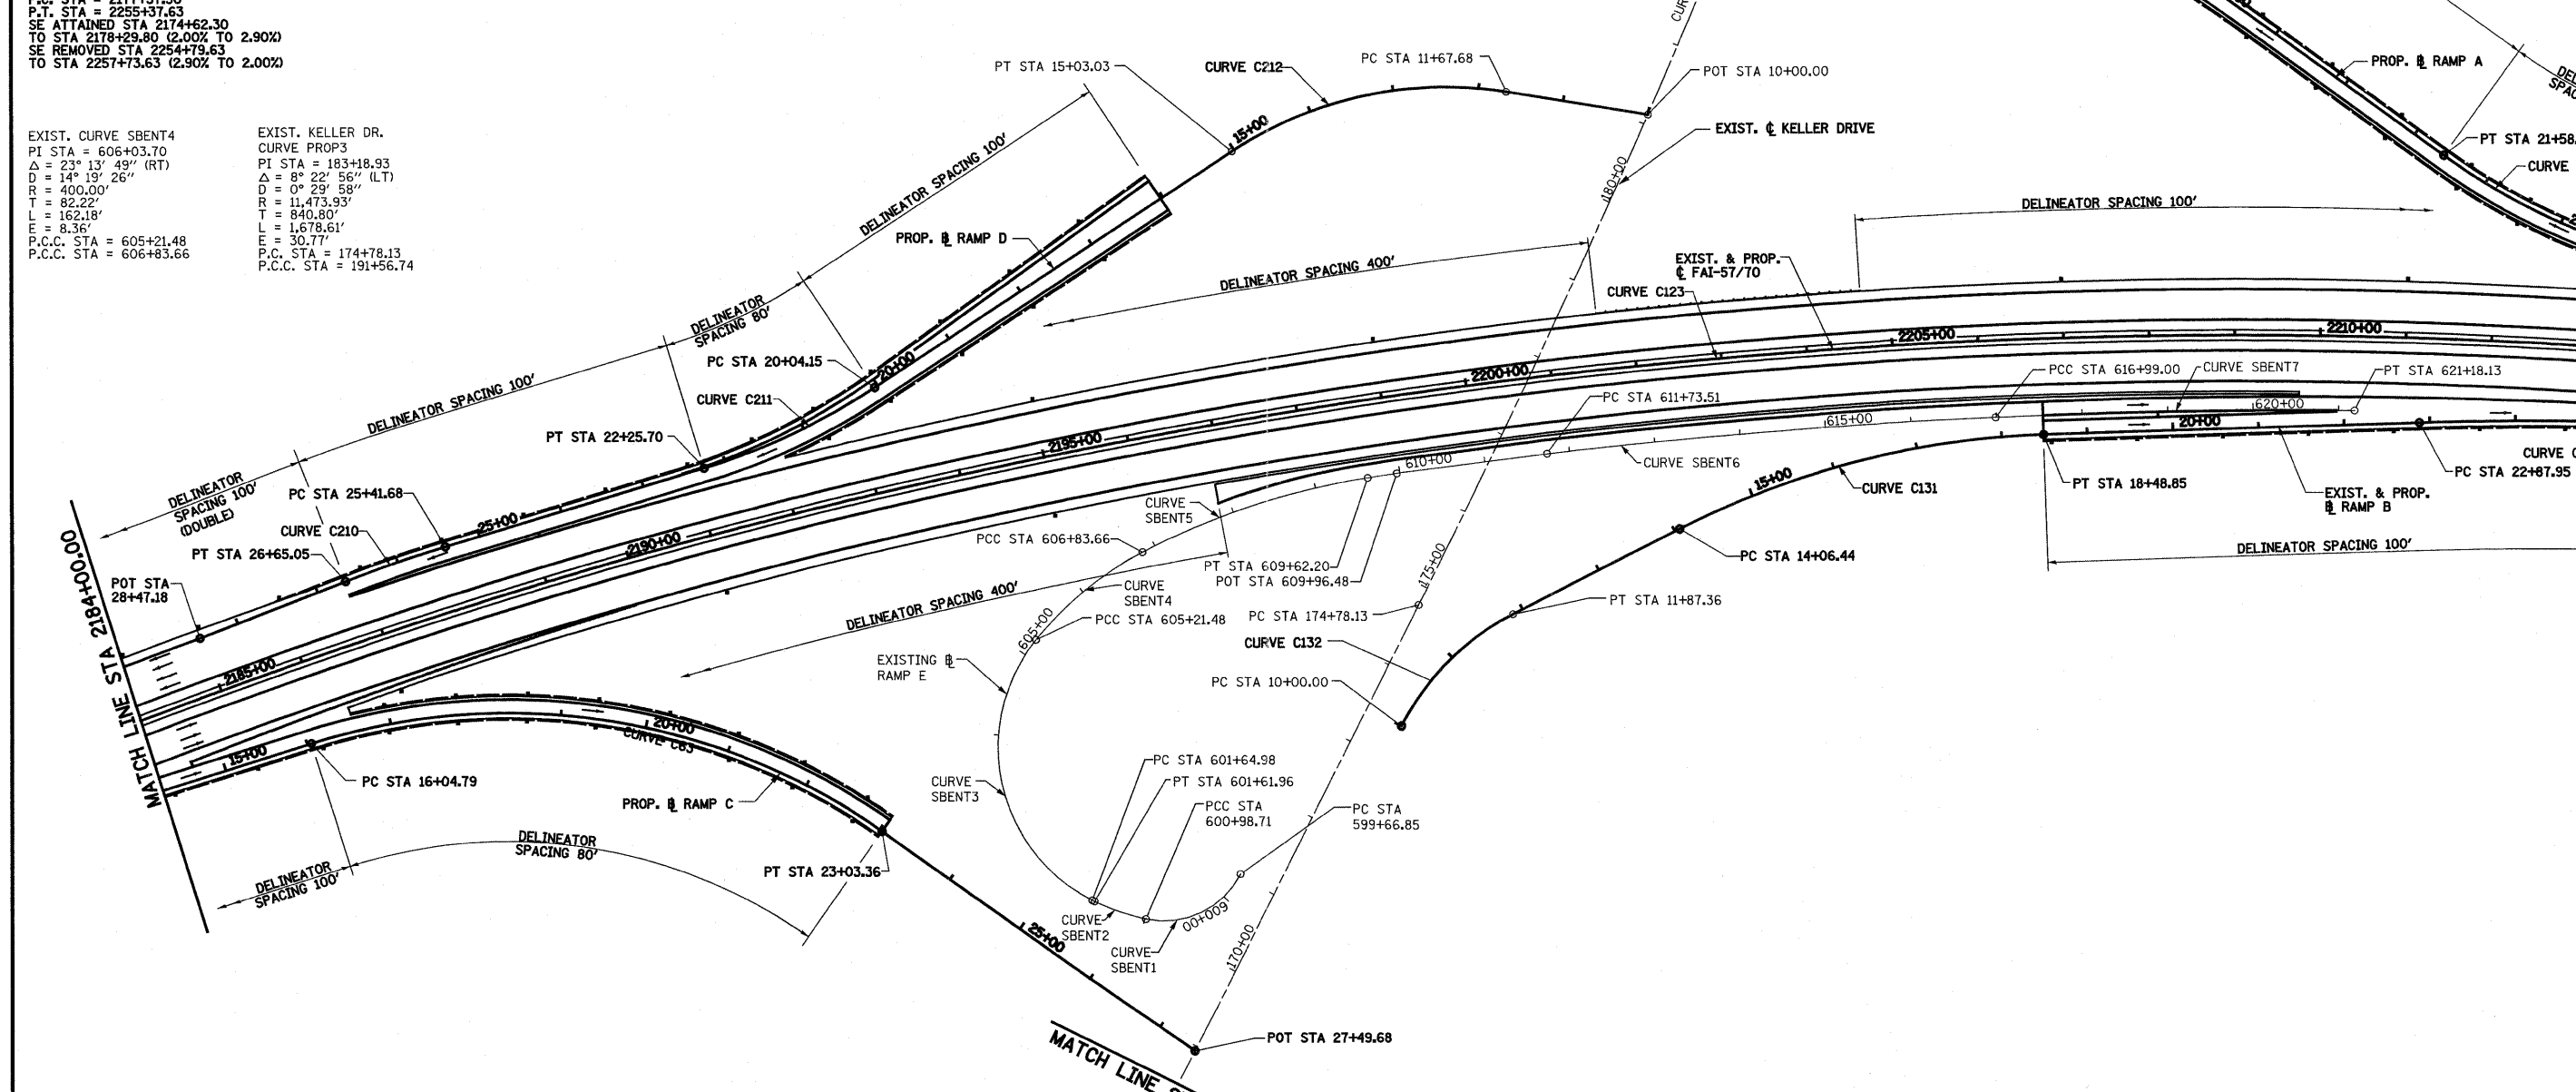 P.T. STA = 2255+37.63
SE ATTAINED STA 2174+62.30
TO STA 2178+29.80 (2.00% TO 2.90%)
SE REMOVED STA 2254+79.63
TO STA 2257+73.63 (2.90% TO 2.00%)
EXIST. CURVE SBENT4
PI STA = 606+03.70
Δ = 23° 13' 49" (RT)
D = 14° 19' 26"
R = 400.00'
T = 82.22'
L = 162.18'
E = 8.36'
P.C.C. STA = 605+21.48
P.C.C. STA = 606+83.66
EXIST. KELLER DR.
CURVE PROP3
PI STA = 183+18.93
Δ = 8° 22' 56" (LT)
D = 0° 29' 58"
R = 11,473.93'
T = 840.80'
L = 1,678.61'
E = 30.77'
P.C. STA = 174+78.13
P.C.C. STA = 191+56.74
PT STA 15+03.03
CURVE C212
PC STA 11+67.68
POT STA 10+00.00
15+00
EXIST. ℄ KELLER DRIVE
180+00
PROP. ⅊ RAMP A
PT STA 21+58.
CURVE
DELINEATOR SPACING 100'
PROP. ⅊ RAMP D
DELINEATOR SPACING 400'
DELINEATOR SPACING 100'
EXIST. & PROP.
℄ FAI-57/70
CURVE C123
DELINEATOR
SPACING 80'
PC STA 20+04.15
20+00
CURVE C211
DELINEATOR SPACING 100'
PT STA 22+25.70
2210+00
2205+00
2200+00
2195+00
2190+00
2185+00
PCC STA 616+99.00
CURVE SBENT7
PT STA 621+18.13
PC STA 611+73.51
615+00
620+00
20+00
610+00
CURVE SBENT6
CURVE
PC STA 22+87.95
PT STA 18+48.85
EXIST. & PROP.
⅊ RAMP B
15+00
CURVE C131
DELINEATOR SPACING 100'
DELINEATOR
SPACING 100'
(DOUBLE)
PC STA 25+41.68
25+00
CURVE C210
PT STA 26+65.05
POT STA
28+47.18
MATCH LINE STA 2184+00.00
CURVE
SBENT5
PCC STA 606+83.66
PT STA 609+62.20
POT STA 609+96.48
175+00
PC STA 14+06.44
DELINEATOR SPACING 400'
CURVE
SBENT4
605+00
PCC STA 605+21.48
PC STA 174+78.13
PT STA 11+87.36
CURVE C132
EXISTING ⅊
RAMP E
PC STA 10+00.00
15+00
20+00
CURVE C63
PC STA 16+04.79
PROP. ⅊ RAMP C
CURVE
SBENT3
PC STA 601+64.98
PT STA 601+61.96
PCC STA
600+98.71
PC STA
599+66.85
DELINEATOR
SPACING 80'
DELINEATOR
SPACING 100'
PT STA 23+03.36
600+00
CURVE
SBENT2
CURVE
SBENT1
170+00
25+00
POT STA 27+49.68
MATCH LINE